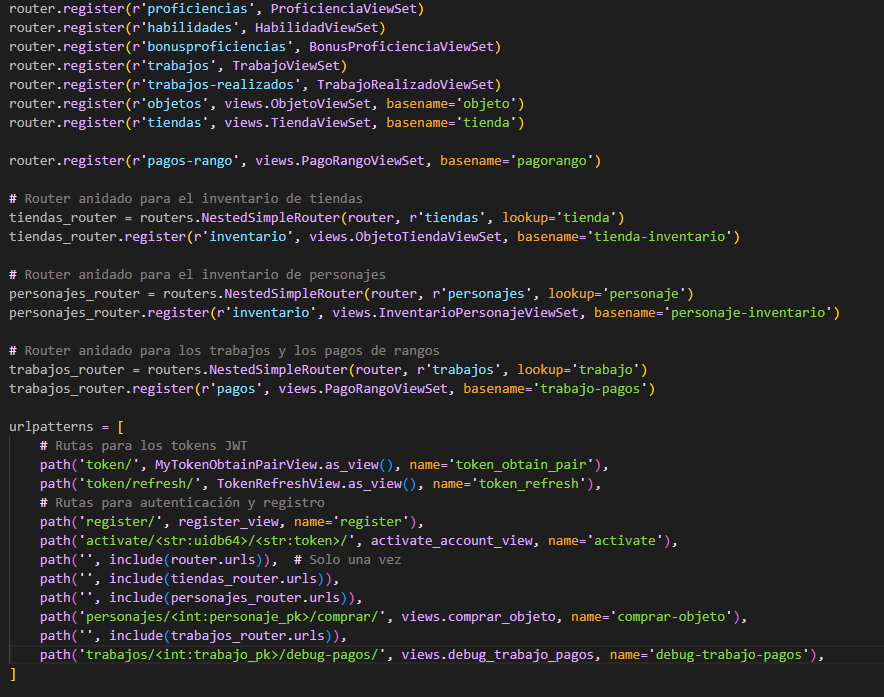 router.register(r'proficiencias', ProficienciaViewSet)
router.register(r'habilidades', HabilidadViewSet)
router.register(r'bonusproficiencias', BonusProficienciaViewSet)
router.register(r'trabajos', TrabajoViewSet)
router.register(r'trabajos-realizados', TrabajoRealizadoViewSet)
router.register(r'objetos', views.ObjetoViewSet, basename='objeto')
router.register(r'tiendas', views.TiendaViewSet, basename='tienda')

router.register(r'pagos-rango', views.PagoRangoViewSet, basename='pagorango')

# Router anidado para el inventario de tiendas
tiendas_router = routers.NestedSimpleRouter(router, r'tiendas', lookup='tienda')
tiendas_router.register(r'inventario', views.ObjetoTiendaViewSet, basename='tienda-inventario')

# Router anidado para el inventario de personajes
personajes_router = routers.NestedSimpleRouter(router, r'personajes', lookup='personaje')
personajes_router.register(r'inventario', views.InventarioPersonajeViewSet, basename='personaje-inventario')

# Router anidado para los trabajos y los pagos de rangos
trabajos_router = routers.NestedSimpleRouter(router, r'trabajos', lookup='trabajo')
trabajos_router.register(r'pagos', views.PagoRangoViewSet, basename='trabajo-pagos')

urlpatterns = [
    # Rutas para los tokens JWT
    path('token/', MyTokenObtainPairView.as_view(), name='token_obtain_pair'),
    path('token/refresh/', TokenRefreshView.as_view(), name='token_refresh'),
    # Rutas para autenticación y registro
    path('register/', register_view, name='register'),
    path('activate/<str:uidb64>/<str:token>/', activate_account_view, name='activate'),
    path('', include(router.urls)),  # Solo una vez
    path('', include(tiendas_router.urls)),
    path('', include(personajes_router.urls)),
    path('personajes/<int:personaje_pk>/comprar/', views.comprar_objeto, name='comprar-objeto'),
    path('', include(trabajos_router.urls)),
    path('trabajos/<int:trabajo_pk>/debug-pagos/', views.debug_trabajo_pagos, name='debug-trabajo-pagos'),
]